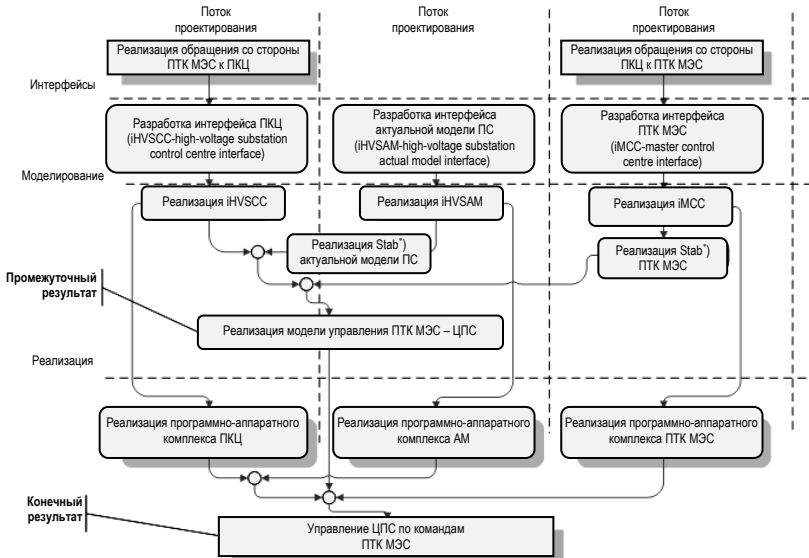 Поток
проектирования
Поток
проектирования
Поток
проектирования
Реализация обращения со стороны
ПТК МЭС к ПКЦ
Реализация обращения со стороны
ПКЦ к ПТК МЭС
Интерфейсы
Разработка интерфейса ПКЦ
(iHVSCC-high-voltage substation
control centre interface)
Разработка интерфейса
актуальной модели ПС
(iHVSAM-high-voltage substation
actual model interface)
Разработка интерфейса
ПТК МЭС
(iMCC-master control
centre interface)
Моделирование
Реализация iHVSCC
Реализация iHVSAM
Реализация iMCC
Реализация Stab*)
актуальной модели ПС
Реализация Stab*)
ПТК МЭС
Промежуточный
результат
Реализация модели управления ПТК МЭС – ЦПС
Реализация
Реализация программно-аппаратного
комплекса ПКЦ
Реализация программно-аппаратного
комплекса АМ
Реализация программно-аппаратного
комплекса ПТК МЭС
Конечный
результат
Управление ЦПС по командам
ПТК МЭС